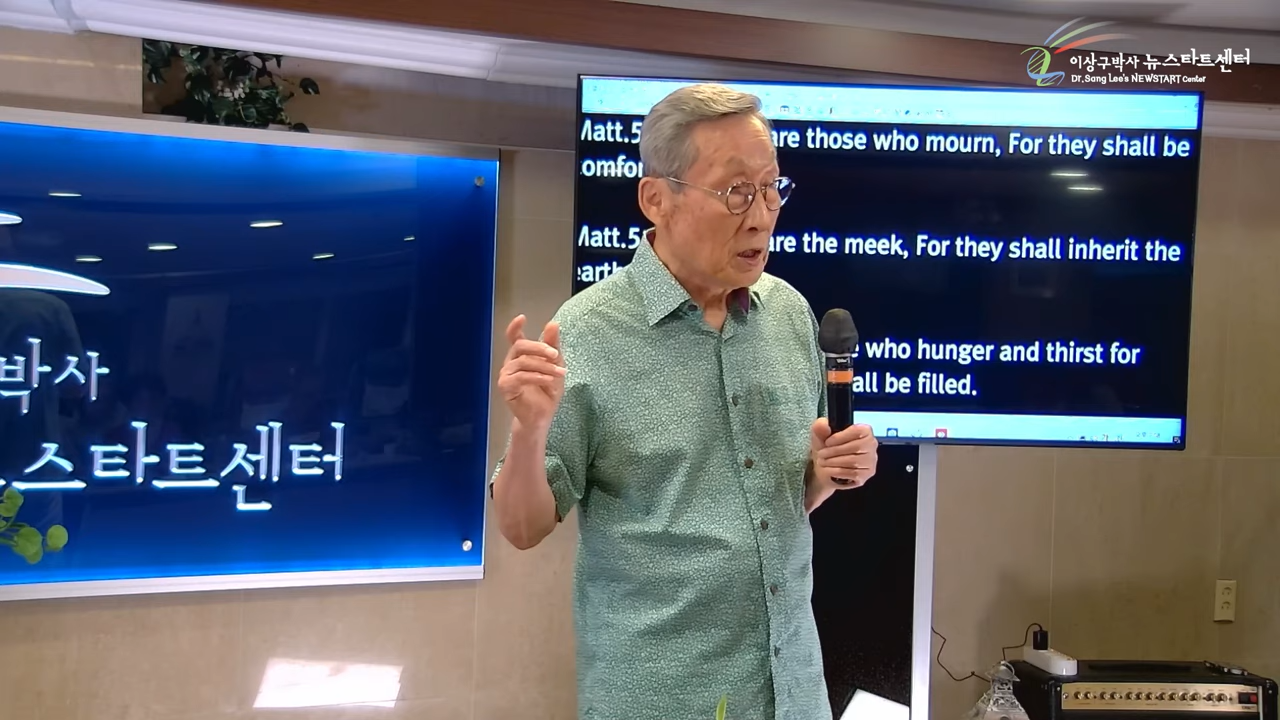 이상구박사 뉴스타트센터
Dr. Sang Lee's NEWSTART Center
Matt.5 are those who mourn, For they shall be
comfor
Matt.5 are the meek, For they shall inherit the
earth
who hunger and thirst for
all be filled.
박사
스타트센터